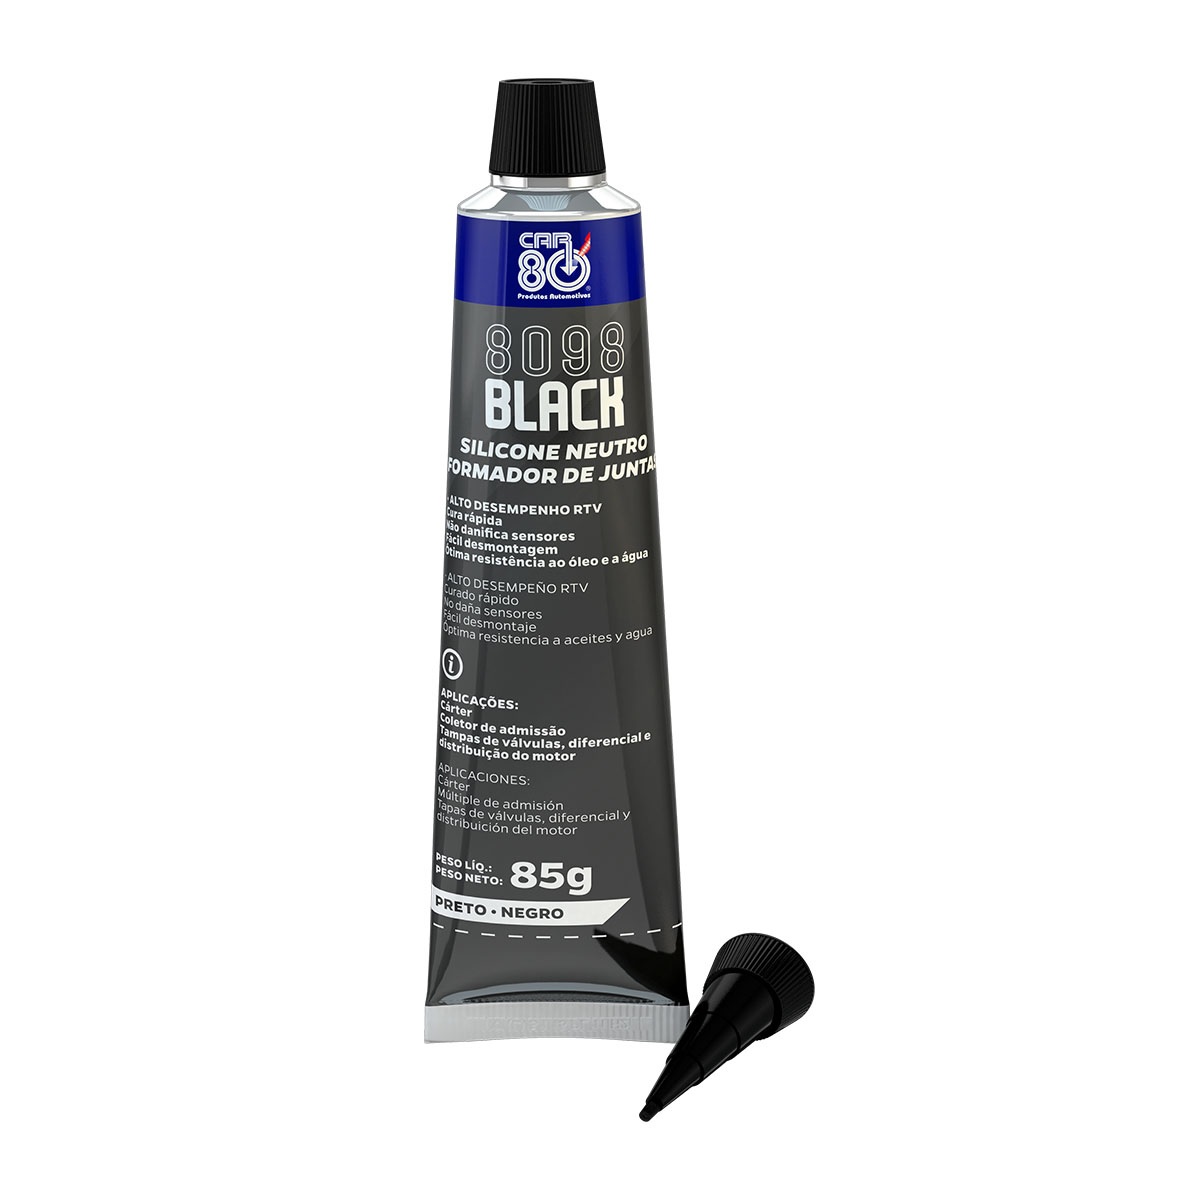 CAR
80
Produtos Automotivos
8098
BLACK
SILICONE NEUTRO
FORMADOR DE JUNTAS
• ALTO DESEMPENHO RTV
Cura rápida
Não danifica sensores
Fácil desmontagem
Ótima resistência ao óleo e a água
• ALTO DESEMPEÑO RTV
Curado rápido
No daña sensores
Fácil desmontaje
Óptima resistencia a aceites y agua
i
APLICAÇÕES:
Cárter
Coletor de admissão
Tampas de válvulas, diferencial e
distribuição do motor
APLICACIONES:
Cárter
Múltiple de admisión
Tapas de válvulas, diferencial y
distribuición del motor
PESO LÍQ.:
PESO NETO: 85g
PRETO • NEGRO